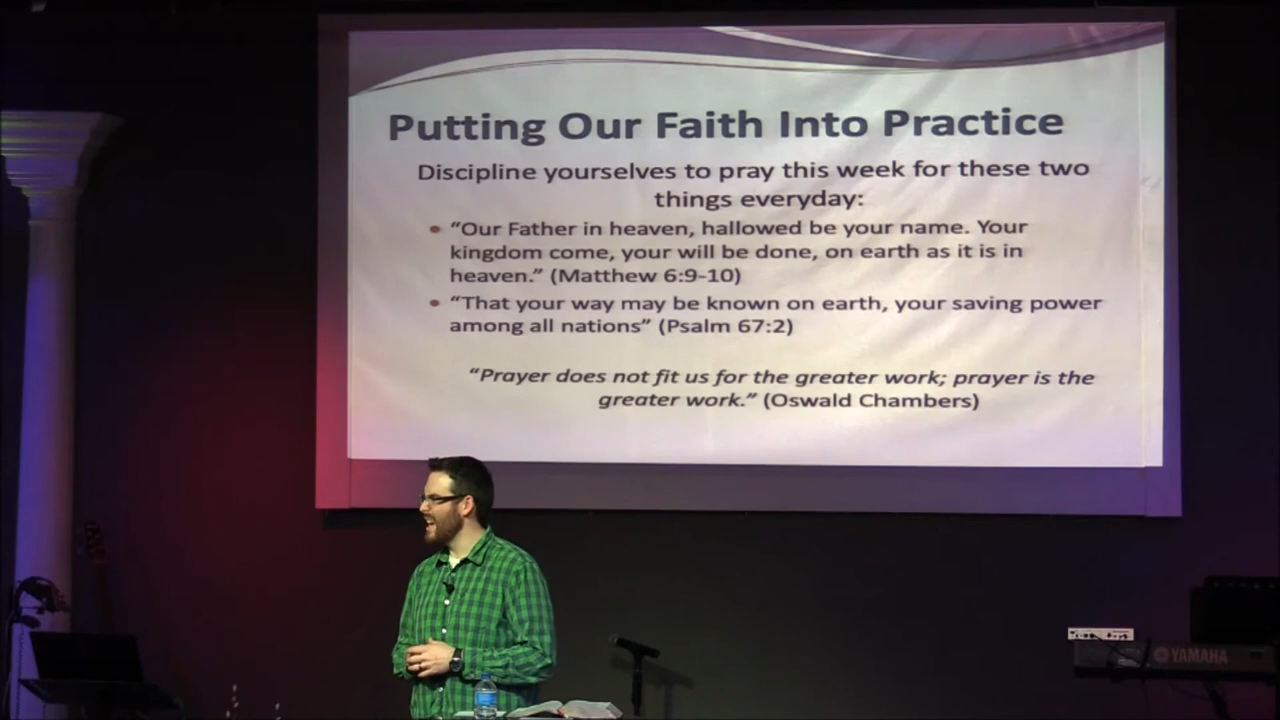 Putting Our Faith Into Practice
Discipline yourselves to pray this week for these two
things everyday:
• “Our Father in heaven, hallowed be your name. Your
kingdom come, your will be done, on earth as it is in
heaven.” (Matthew 6:9-10)
• “That your way may be known on earth, your saving power
among all nations” (Psalm 67:2)
“Prayer does not fit us for the greater work; prayer is the
greater work.” (Oswald Chambers)
YAMAHA